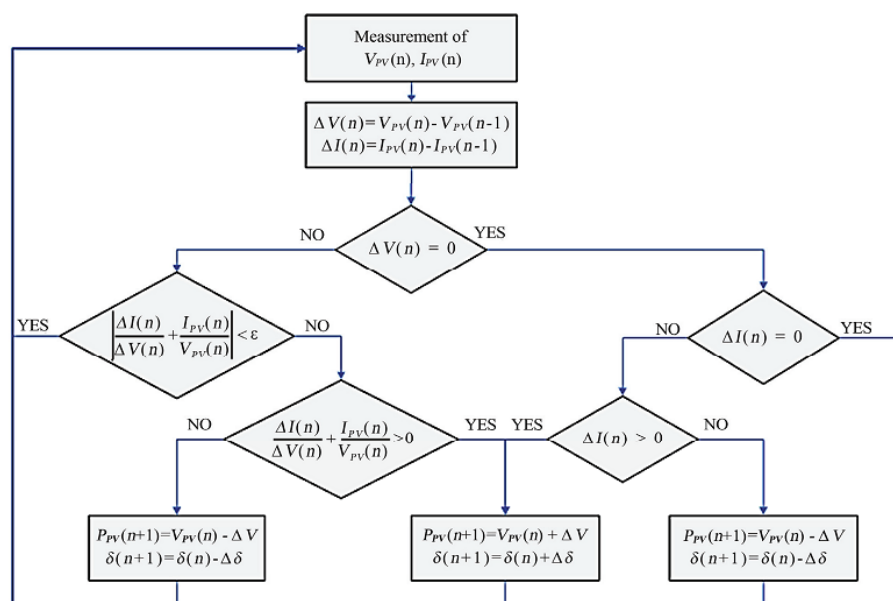 Measurement of
V_PV(n), I_PV(n)
ΔV(n)=V_PV(n)-V_PV(n-1)
ΔI(n)=I_PV(n)-I_PV(n-1)
NO
YES
ΔV(n) = 0
YES
|ΔI(n)/ΔV(n)+I_PV(n)/V_PV(n)|<ε
NO
NO
ΔI(n) = 0
YES
NO
ΔI(n)/ΔV(n)+I_PV(n)/V_PV(n)>0
YES
YES
ΔI(n) > 0
NO
P_PV(n+1)=V_PV(n) - ΔV
δ(n+1)=δ(n)-Δδ
P_PV(n+1)=V_PV(n) + ΔV
δ(n+1)=δ(n)+Δδ
P_PV(n+1)=V_PV(n) - ΔV
δ(n+1)=δ(n)-Δδ